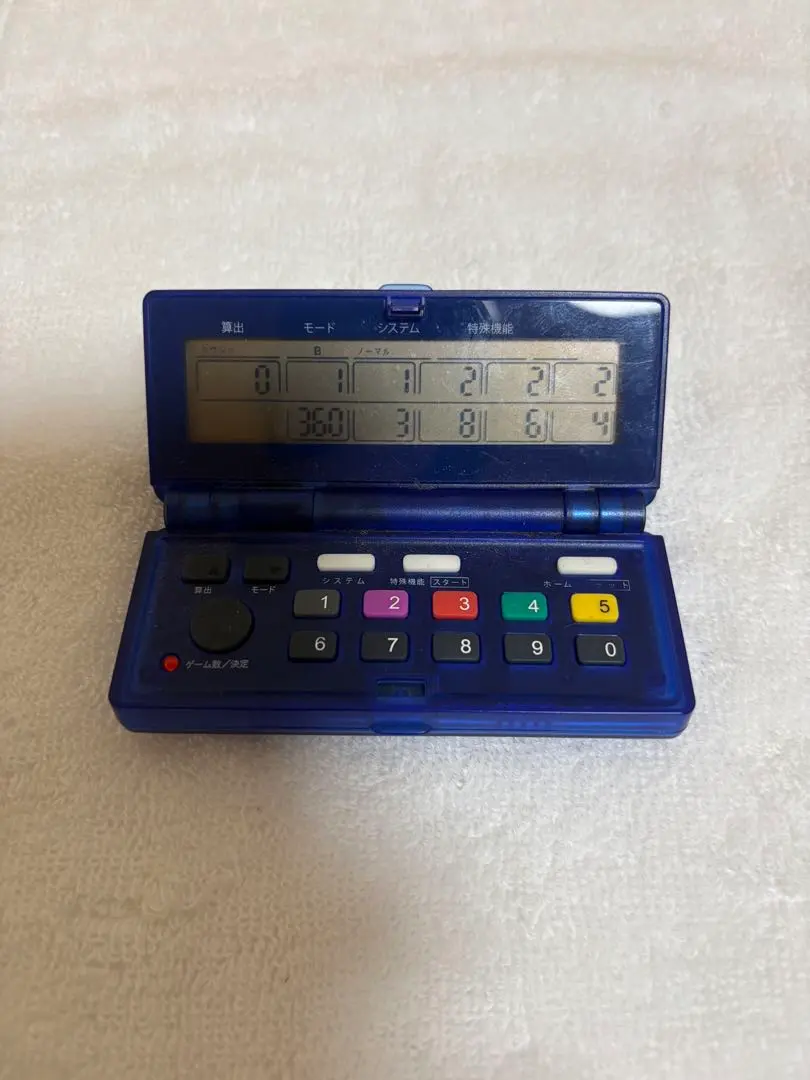 算出 モード システム 特殊機能
B ノーマル
0 1 1 2 2 2
360 3 8 6 4
算出 モード システム 特殊機能 スタート ホーム
1 2 3 4 5
ゲーム数/決定 6 7 8 9 0